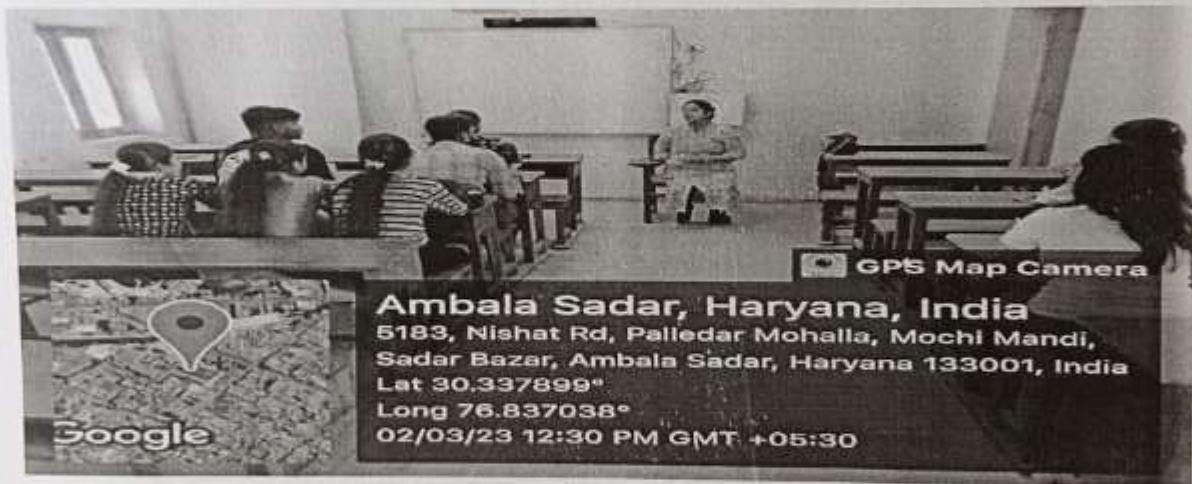 GPS Map Camera
Ambala Sadar, Haryana, India
5183, Nishat Rd, Palledar Mohalla, Mochi Mandi,
Sadar Bazar, Ambala Sadar, Haryana 133001, India
Lat 30.337899°
Long 76.837038°
02/03/23 12:30 PM GMT +05:30
Google